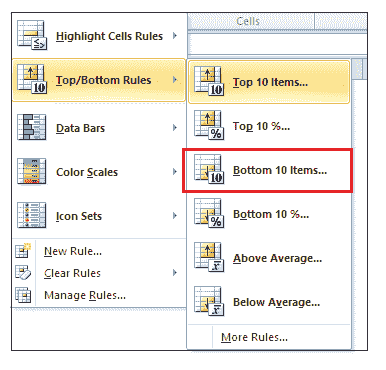 Cells
Highlight Cells Rules
Top/Bottom Rules
Data Bars
Color Scales
Icon Sets
New Rule...
Clear Rules
Manage Rules...
Top 10 Items...
Top 10 %...
Bottom 10 Items...
Bottom 10 %...
Above Average...
Below Average...
More Rules...